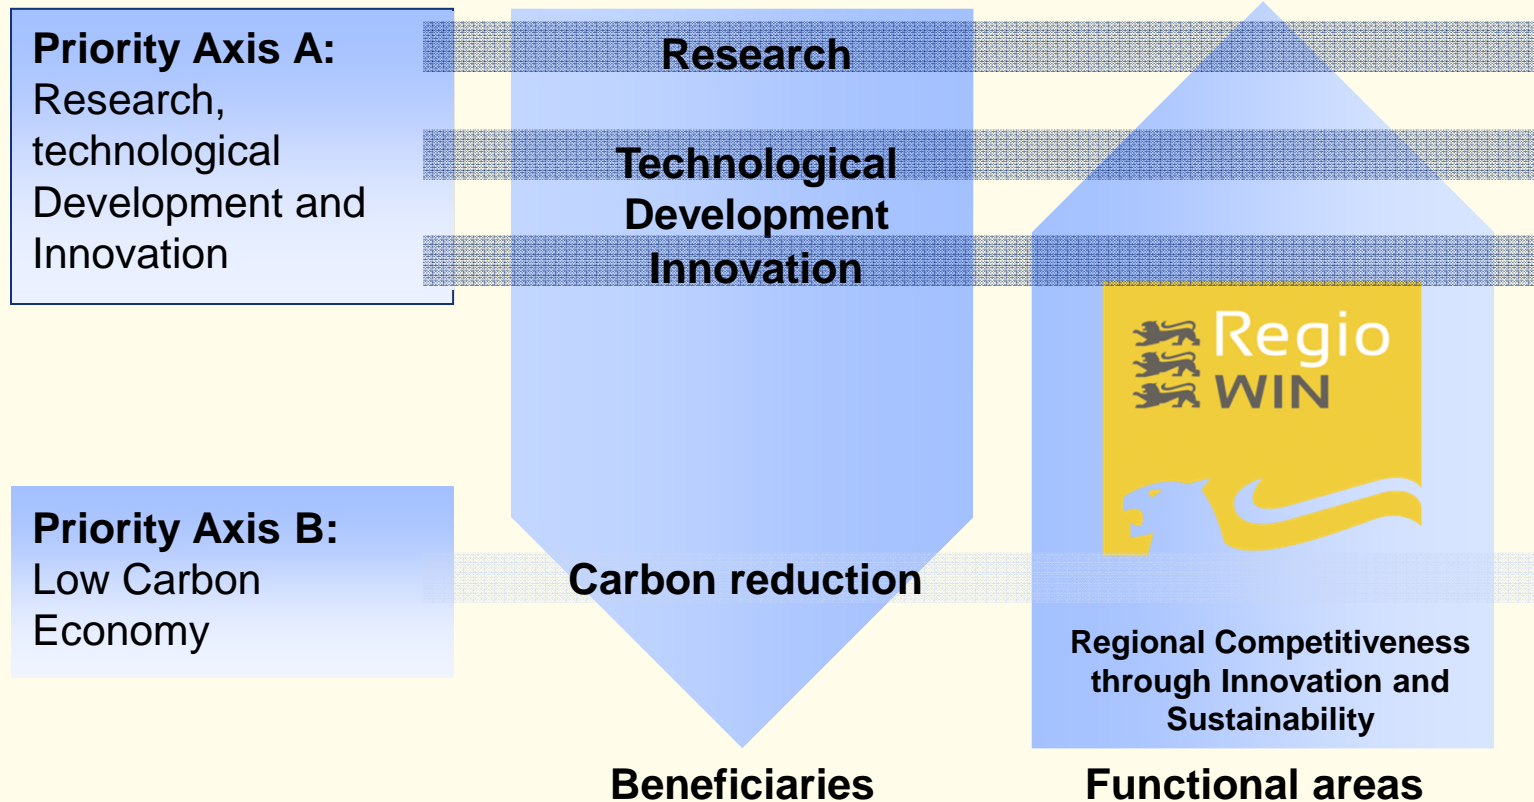 Priority Axis A:
Research,
technological
Development and
Innovation
Research
Technological
Development
Innovation
Regio
WIN
Priority Axis B:
Low Carbon
Economy
Carbon reduction
Regional Competitiveness
through Innovation and
Sustainability
Beneficiaries
Functional areas